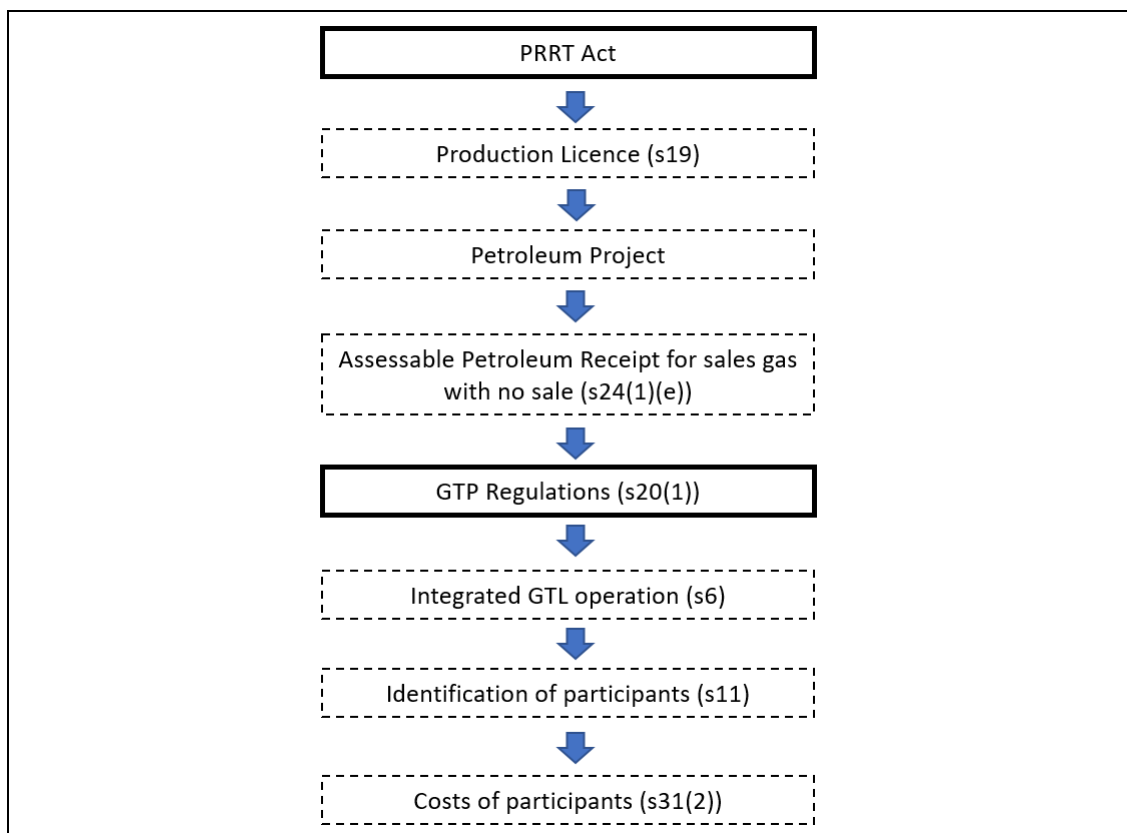 PRRT Act
Production Licence (s19)
Petroleum Project
Assessable Petroleum Receipt for sales gas
with no sale (s24(1)(e))
GTP Regulations (s20(1))
Integrated GTL operation (s6)
Identification of participants (s11)
Costs of participants (s31(2))